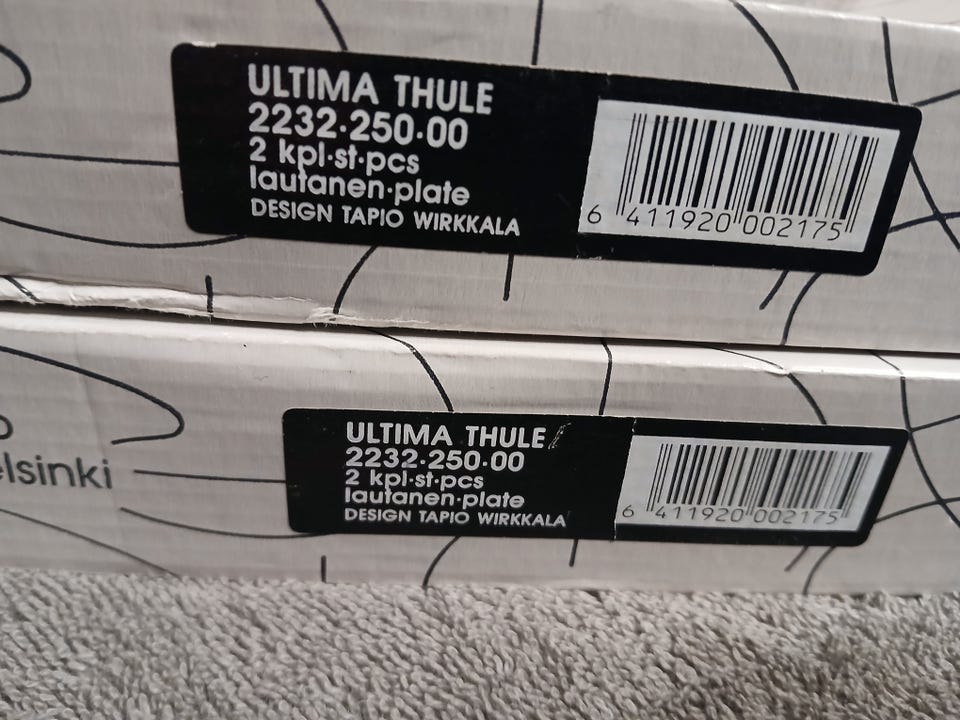 ULTIMA THULE
2232·250·00
2 kpl·st·pcs
lautanen·plate
DESIGN TAPIO WIRKKALA
6 411920 002175
elsinki
ULTIMA THULE
2232·250·00
2 kpl·st·pcs
lautanen·plate
DESIGN TAPIO WIRKKALA
6 411920 002175